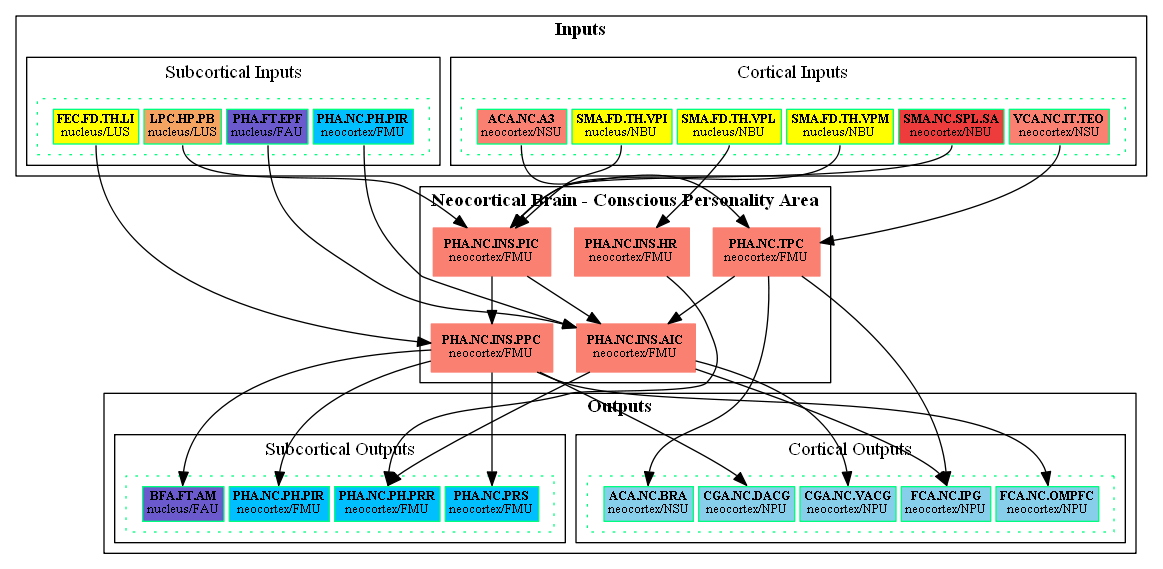 Inputs
Subcortical Inputs
Cortical Inputs
FEC.FD.TH.LI
nucleus/LUS
LPC.HP.PB
nucleus/LUS
PHA.FT.EPF
nucleus/FAU
PHA.NC.PH.PIR
neocortex/FMU
ACA.NC.A3
neocortex/NSU
SMA.FD.TH.VPI
nucleus/NBU
SMA.FD.TH.VPL
nucleus/NBU
SMA.FD.TH.VPM
nucleus/NBU
SMA.NC.SPL.SA
neocortex/NBU
VCA.NC.IT.TEO
neocortex/NSU
Neocortical Brain - Conscious Personality Area
PHA.NC.INS.PIC
neocortex/FMU
PHA.NC.INS.HR
neocortex/FMU
PHA.NC.TPC
neocortex/FMU
PHA.NC.INS.PPC
neocortex/FMU
PHA.NC.INS.AIC
neocortex/FMU
Outputs
Subcortical Outputs
Cortical Outputs
BFA.FT.AM
nucleus/FAU
PHA.NC.PH.PIR
neocortex/FMU
PHA.NC.PH.PRR
neocortex/FMU
PHA.NC.PRS
neocortex/FMU
ACA.NC.BRA
neocortex/NSU
CGA.NC.DACG
neocortex/NPU
CGA.NC.VACG
neocortex/NPU
FCA.NC.IPG
neocortex/NPU
FCA.NC.OMPFC
neocortex/NPU